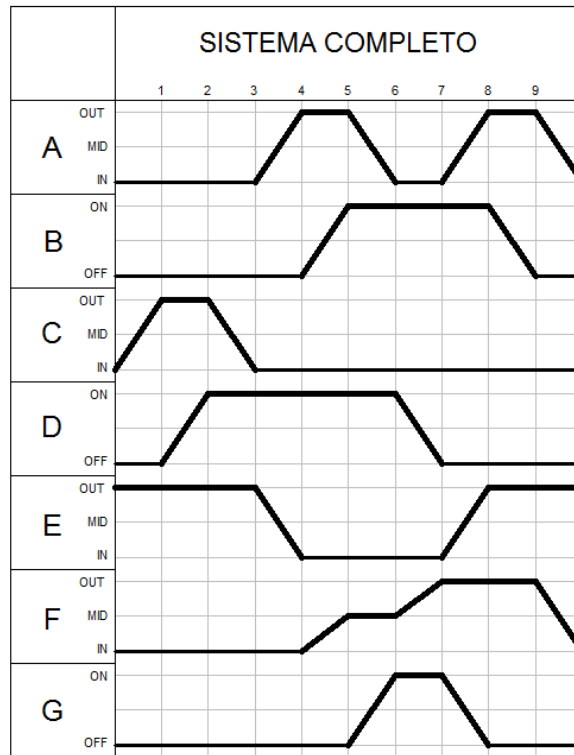 SISTEMA COMPLETO
1 2 3 4 5 6 7 8 9
OUT
A MID
IN
ON
B
OFF
OUT
C MID
IN
ON
D
OFF
OUT
E MID
IN
OUT
F MID
IN
ON
G
OFF